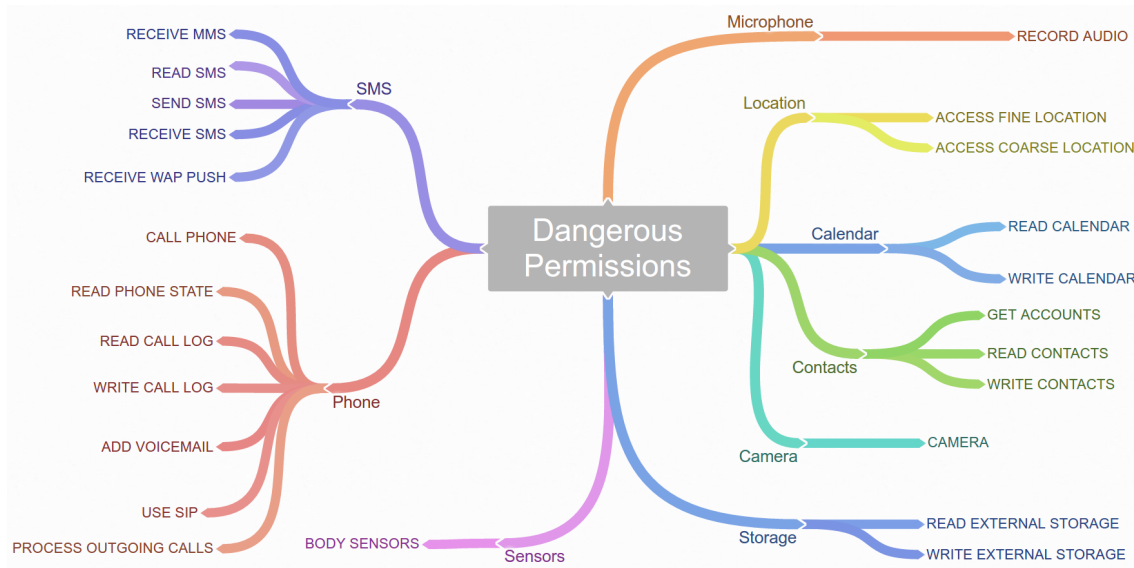 Dangerous
Permissions
SMS
RECEIVE MMS
READ SMS
SEND SMS
RECEIVE SMS
RECEIVE WAP PUSH
Phone
CALL PHONE
READ PHONE STATE
READ CALL LOG
WRITE CALL LOG
ADD VOICEMAIL
USE SIP
PROCESS OUTGOING CALLS
Sensors
BODY SENSORS
Microphone
RECORD AUDIO
Location
ACCESS FINE LOCATION
ACCESS COARSE LOCATION
Calendar
READ CALENDAR
WRITE CALENDAR
Contacts
GET ACCOUNTS
READ CONTACTS
WRITE CONTACTS
Camera
CAMERA
Storage
READ EXTERNAL STORAGE
WRITE EXTERNAL STORAGE